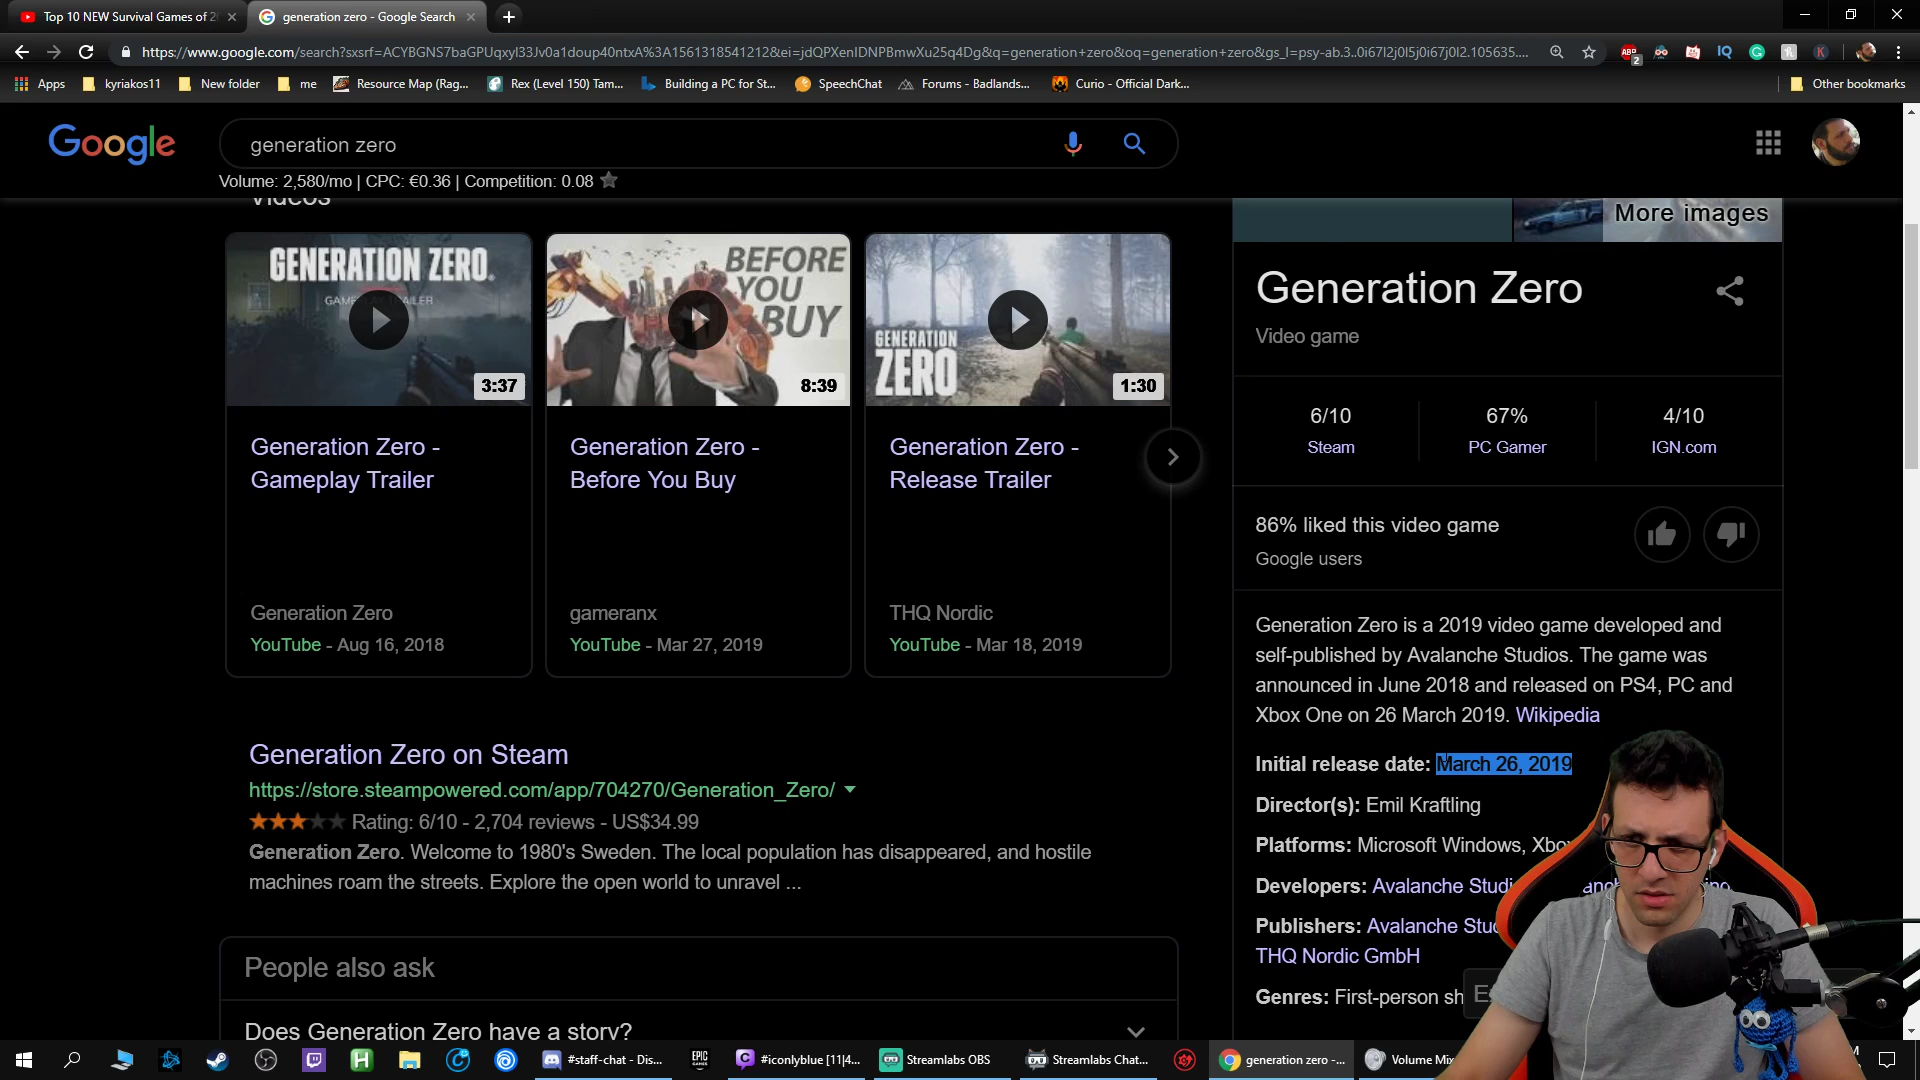 Top 10 NEW Survival Games of 2
generation zero - Google Search
https://www.google.com/search?sxsrf=ACYBGNS7baGPUqxyl33Jv0a1doup40ntxA%3A1561318541212&ei=jdQPXenIDNPBmwXu25q4Dg&q=generation+zero&oq=generation+zero&gs_l=psy-ab.3..0i67l2j0l5j0i67j0l2.105635....
Apps
kyriakos11
New folder
me
Resource Map (Rag...
Rex (Level 150) Tam...
Building a PC for St...
SpeechChat
Forums - Badlands...
Curio - Official Dark...
Other bookmarks
Google
generation zero
Volume: 2,580/mo | CPC: €0.36 | Competition: 0.08
Videos
More images
GENERATION ZERO
GAMEPLAY TRAILER
3:37
BEFORE
YOU
BUY
8:39
GENERATION
ZERO
1:30
Generation Zero -
Gameplay Trailer
Generation Zero
YouTube - Aug 16, 2018
Generation Zero -
Before You Buy
gameranx
YouTube - Mar 27, 2019
Generation Zero -
Release Trailer
THQ Nordic
YouTube - Mar 18, 2019
Generation Zero on Steam
https://store.steampowered.com/app/704270/Generation_Zero/
Rating: 6/10 - 2,704 reviews - US$34.99
Generation Zero. Welcome to 1980's Sweden. The local population has disappeared, and hostile
machines roam the streets. Explore the open world to unravel ...
People also ask
Does Generation Zero have a story?
Generation Zero
Video game
6/10
Steam
67%
PC Gamer
4/10
IGN.com
86% liked this video game
Google users
Generation Zero is a 2019 video game developed and
self-published by Avalanche Studios. The game was
announced in June 2018 and released on PS4, PC and
Xbox One on 26 March 2019. Wikipedia
Initial release date: March 26, 2019
Director(s): Emil Kraftling
Platforms: Microsoft Windows, Xbo
Developers: Avalanche Studi
Publishers: Avalanche Stud
THQ Nordic GmbH
Genres: First-person sh
#staff-chat - Dis...
EPIC
GAMES
#iconlyblue [11|4...
Streamlabs OBS
Streamlabs Chat...
generation zero -...
Volume Mix